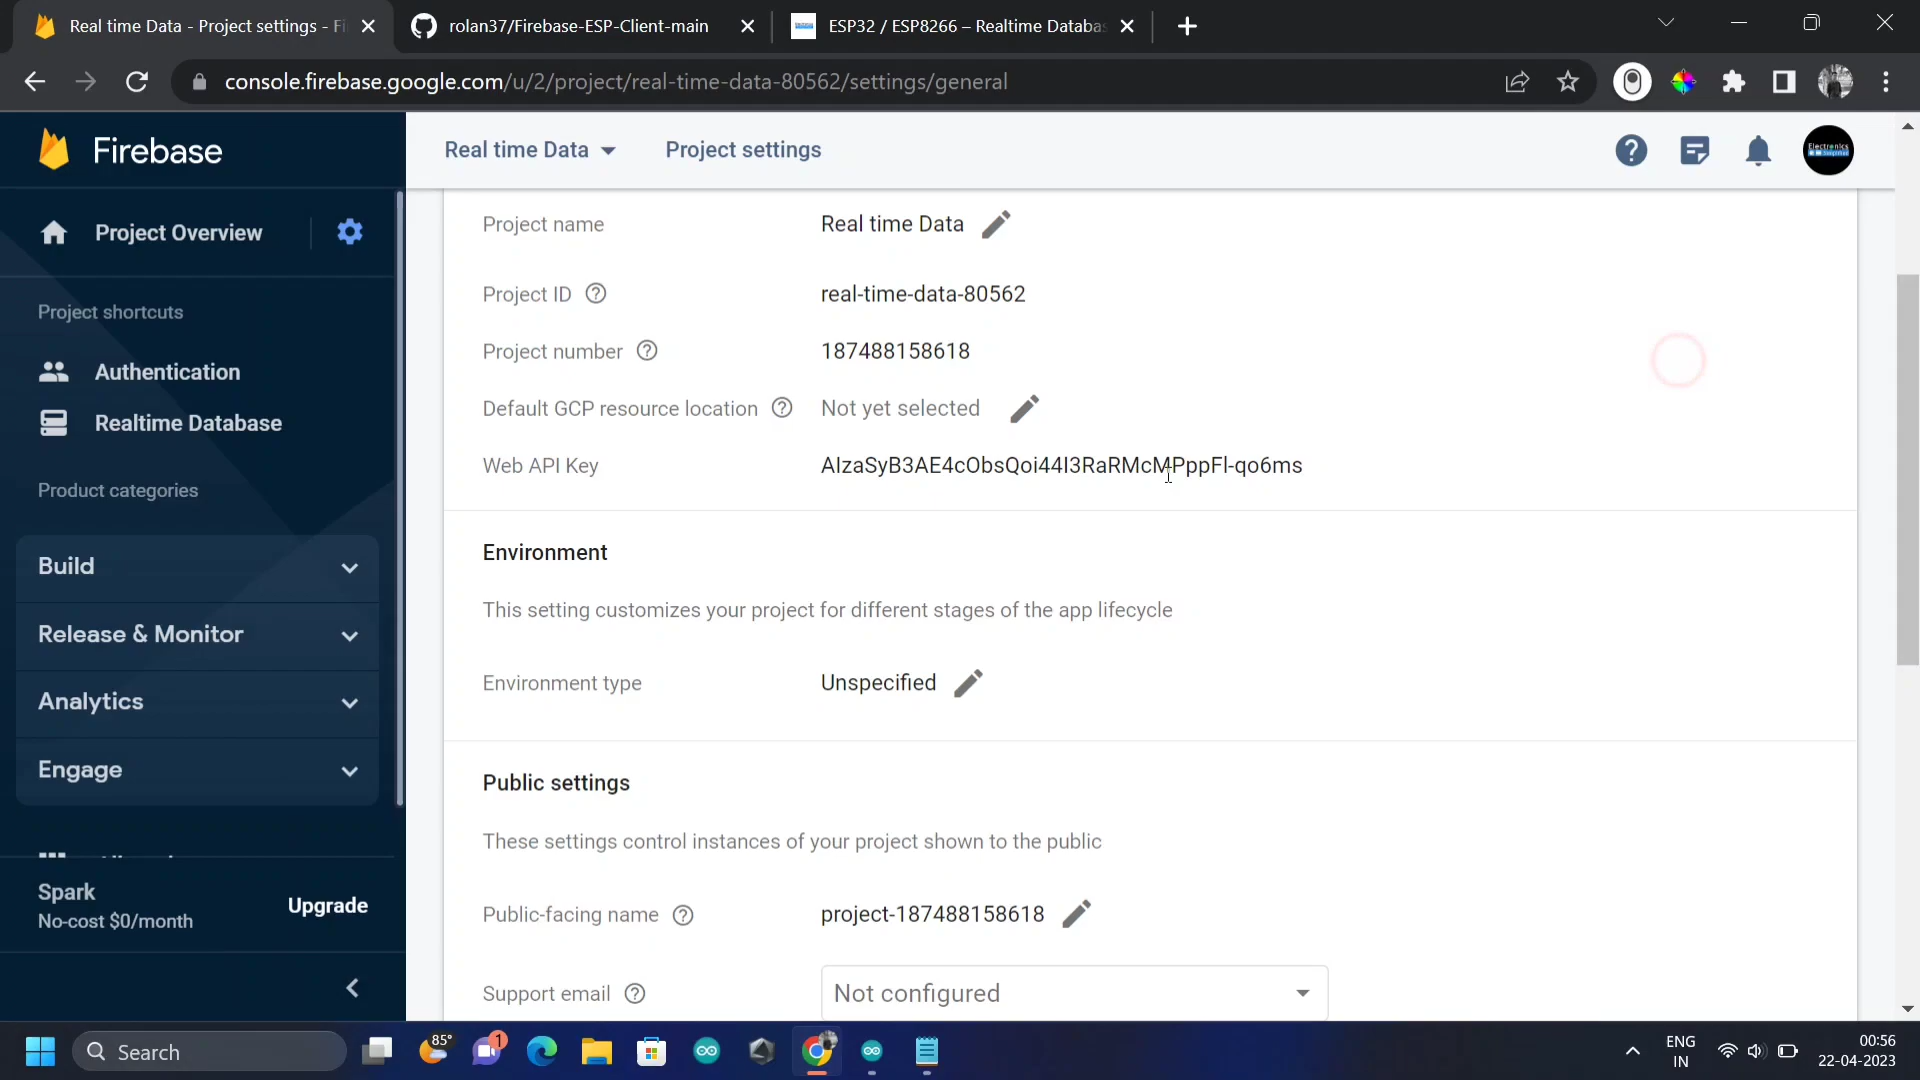 Real time Data - Project settings - Fi
rolan37/Firebase-ESP-Client-main
ESP32 / ESP8266 – Realtime Databas
console.firebase.google.com/u/2/project/real-time-data-80562/settings/general
Firebase
Real time Data
Project settings
Electronics
Project Overview
Project shortcuts
Authentication
Realtime Database
Product categories
Build
Release & Monitor
Analytics
Engage
Spark
No-cost $0/month
Upgrade
Project name
Real time Data
Project ID
real-time-data-80562
Project number
187488158618
Default GCP resource location
Not yet selected
Web API Key
AIzaSyB3AE4cObsQoi44I3RaRMcMPppFl-qo6ms
Environment
This setting customizes your project for different stages of the app lifecycle
Environment type
Unspecified
Public settings
These settings control instances of your project shown to the public
Public-facing name
project-187488158618
Support email
Not configured
Search
85°
1
ENG
IN
00:56
22-04-2023